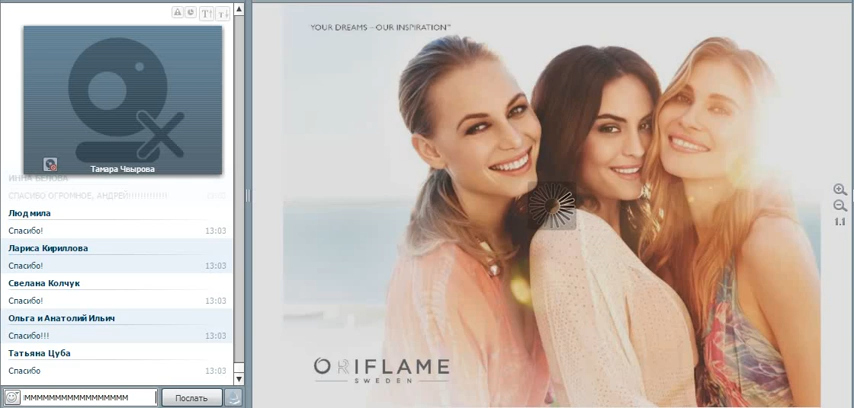 Тамара Чвырова
ИННА БЕЛОВА
СПАСИБО ОГРОМНОЕ, АНДРЕЙ
Людмила
Спасибо! 13:03
Лариса Кириллова
Спасибо! 13:03
Свелана Колчук
Спасибо! 13:03
Ольга и Анатолий Ильич
Спасибо!!! 13:03
Татьяна Цуба
Спасибо 13:03
Послать
YOUR DREAMS – OUR INSPIRATION™
ORIFLAME
SWEDEN
1:1